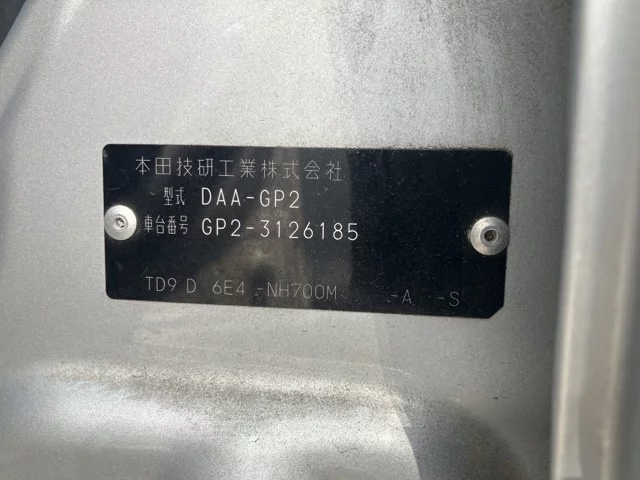 本田技研工業株式会社
型式 DAA-GP2
車台番号 GP2-3126185
TD9 D 6E4 -NH700M -A -S